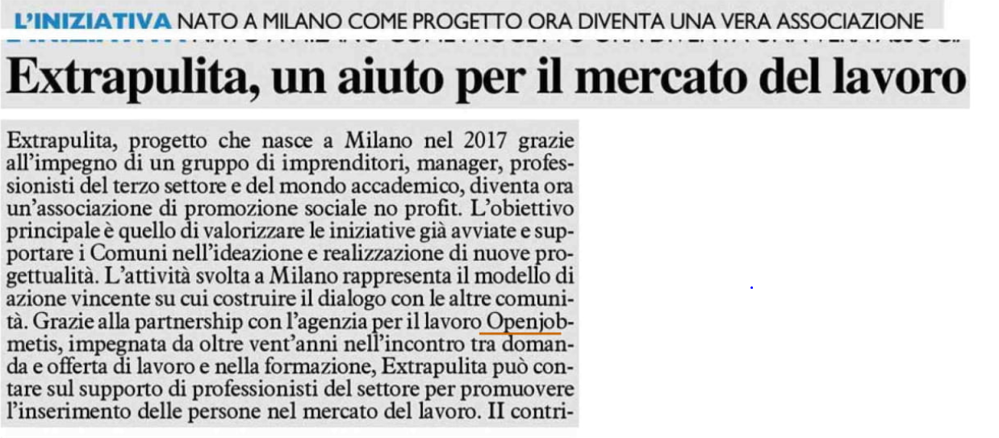 L'INIZIATIVA NATO A MILANO COME PROGETTO ORA DIVENTA UNA VERA ASSOCIAZIONE
Extrapulita, un aiuto per il mercato del lavoro
Extrapulita, progetto che nasce a Milano nel 2017 grazie
all'impegno di un gruppo di imprenditori, manager, profes-
sionisti del terzo settore e del mondo accademico, diventa ora
un'associazione di promozione sociale no profit. L'obiettivo
principale è quello di valorizzare le iniziative già avviate e sup-
portare i Comuni nell'ideazione e realizzazione di nuove pro-
gettualità. L'attività svolta a Milano rappresenta il modello di
azione vincente su cui costruire il dialogo con le altre comuni-
tà. Grazie alla partnership con l'agenzia per il lavoro Openjob-
metis, impegnata da oltre vent'anni nell'incontro tra doman-
da e offerta di lavoro e nella formazione, Extrapulita può con-
tare sul supporto di professionisti del settore per promuovere
l'inserimento delle persone nel mercato del lavoro. II contri-